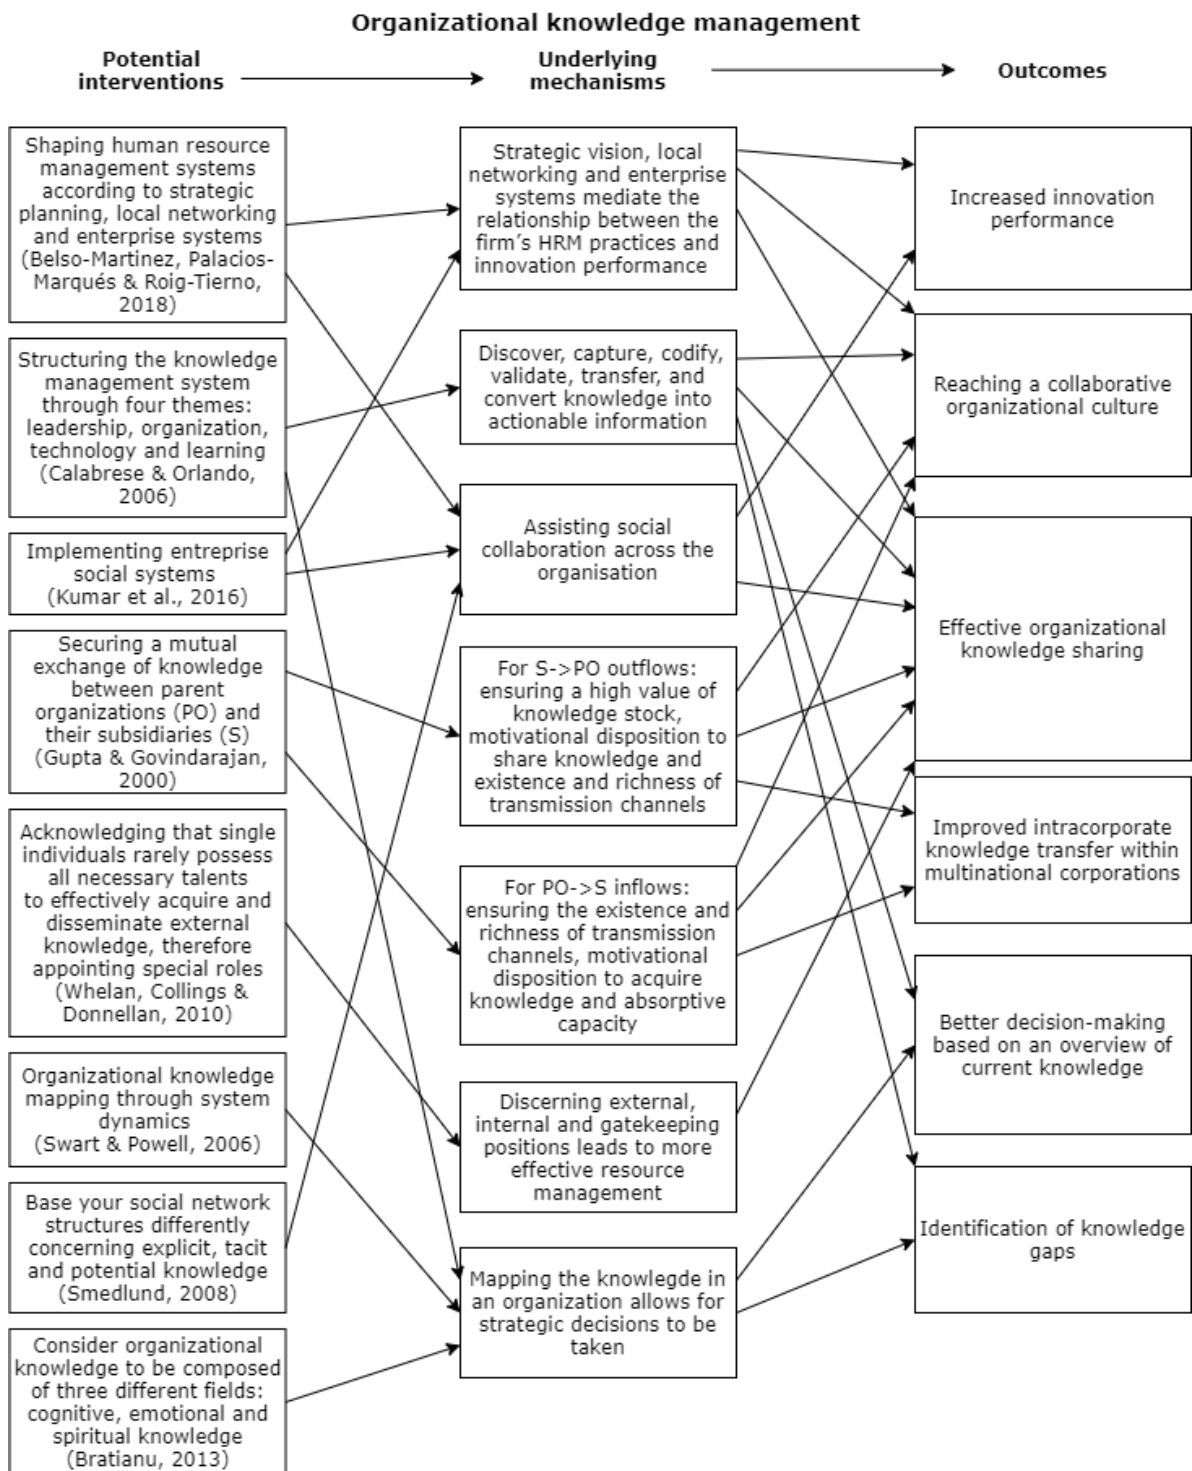 Organizational knowledge management
Potential
interventions
Underlying
mechanisms
Outcomes
Shaping human resource
management systems
according to strategic
planning, local networking
and enterprise systems
(Belso-Martinez, Palacios-
Marqués & Roig-Tierno,
2018)
Structuring the knowledge
management system
through four themes:
leadership, organization,
technology and learning
(Calabrese & Orlando,
2006)
Implementing entreprise
social systems
(Kumar et al., 2016)
Securing a mutual
exchange of knowledge
between parent
organizations (PO) and
their subsidiaries (S)
(Gupta & Govindarajan,
2000)
Acknowledging that single
individuals rarely possess
all necessary talents
to effectively acquire and
disseminate external
knowledge, therefore
appointing special roles
(Whelan, Collings &
Donnellan, 2010)
Organizational knowledge
mapping through system
dynamics
(Swart & Powell, 2006)
Base your social network
structures differently
concerning explicit, tacit
and potential knowledge
(Smedlund, 2008)
Consider organizational
knowledge to be composed
of three different fields:
cognitive, emotional and
spiritual knowledge
(Bratianu, 2013)
Strategic vision, local
networking and enterprise
systems mediate the
relationship between the
firm's HRM practices and
innovation performance
Discover, capture, codify,
validate, transfer, and
convert knowledge into
actionable information
Assisting social
collaboration across the
organisation
For S->PO outflows:
ensuring a high value of
knowledge stock,
motivational disposition to
share knowledge and
existence and richness of
transmission channels
For PO->S inflows:
ensuring the existence and
richness of transmission
channels, motivational
disposition to acquire
knowledge and absorptive
capacity
Discerning external,
internal and gatekeeping
positions leads to more
effective resource
management
Mapping the knowlegde in
an organization allows for
strategic decisions to be
taken
Increased innovation
performance
Reaching a collaborative
organizational culture
Effective organizational
knowledge sharing
Improved intracorporate
knowledge transfer within
multinational corporations
Better decision-making
based on an overview of
current knowledge
Identification of knowledge
gaps